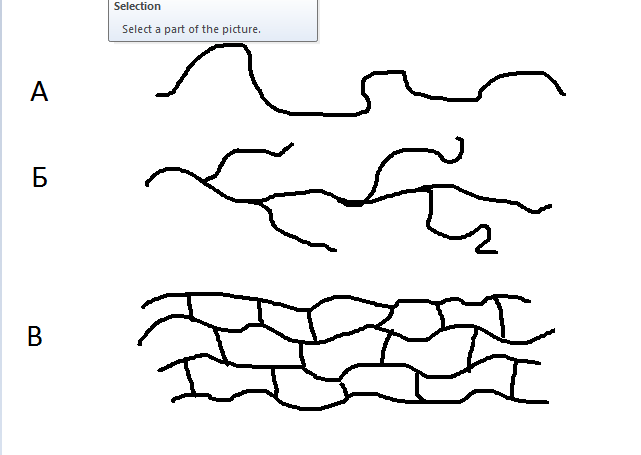 Selection
Select a part of the picture.
А
Б
В